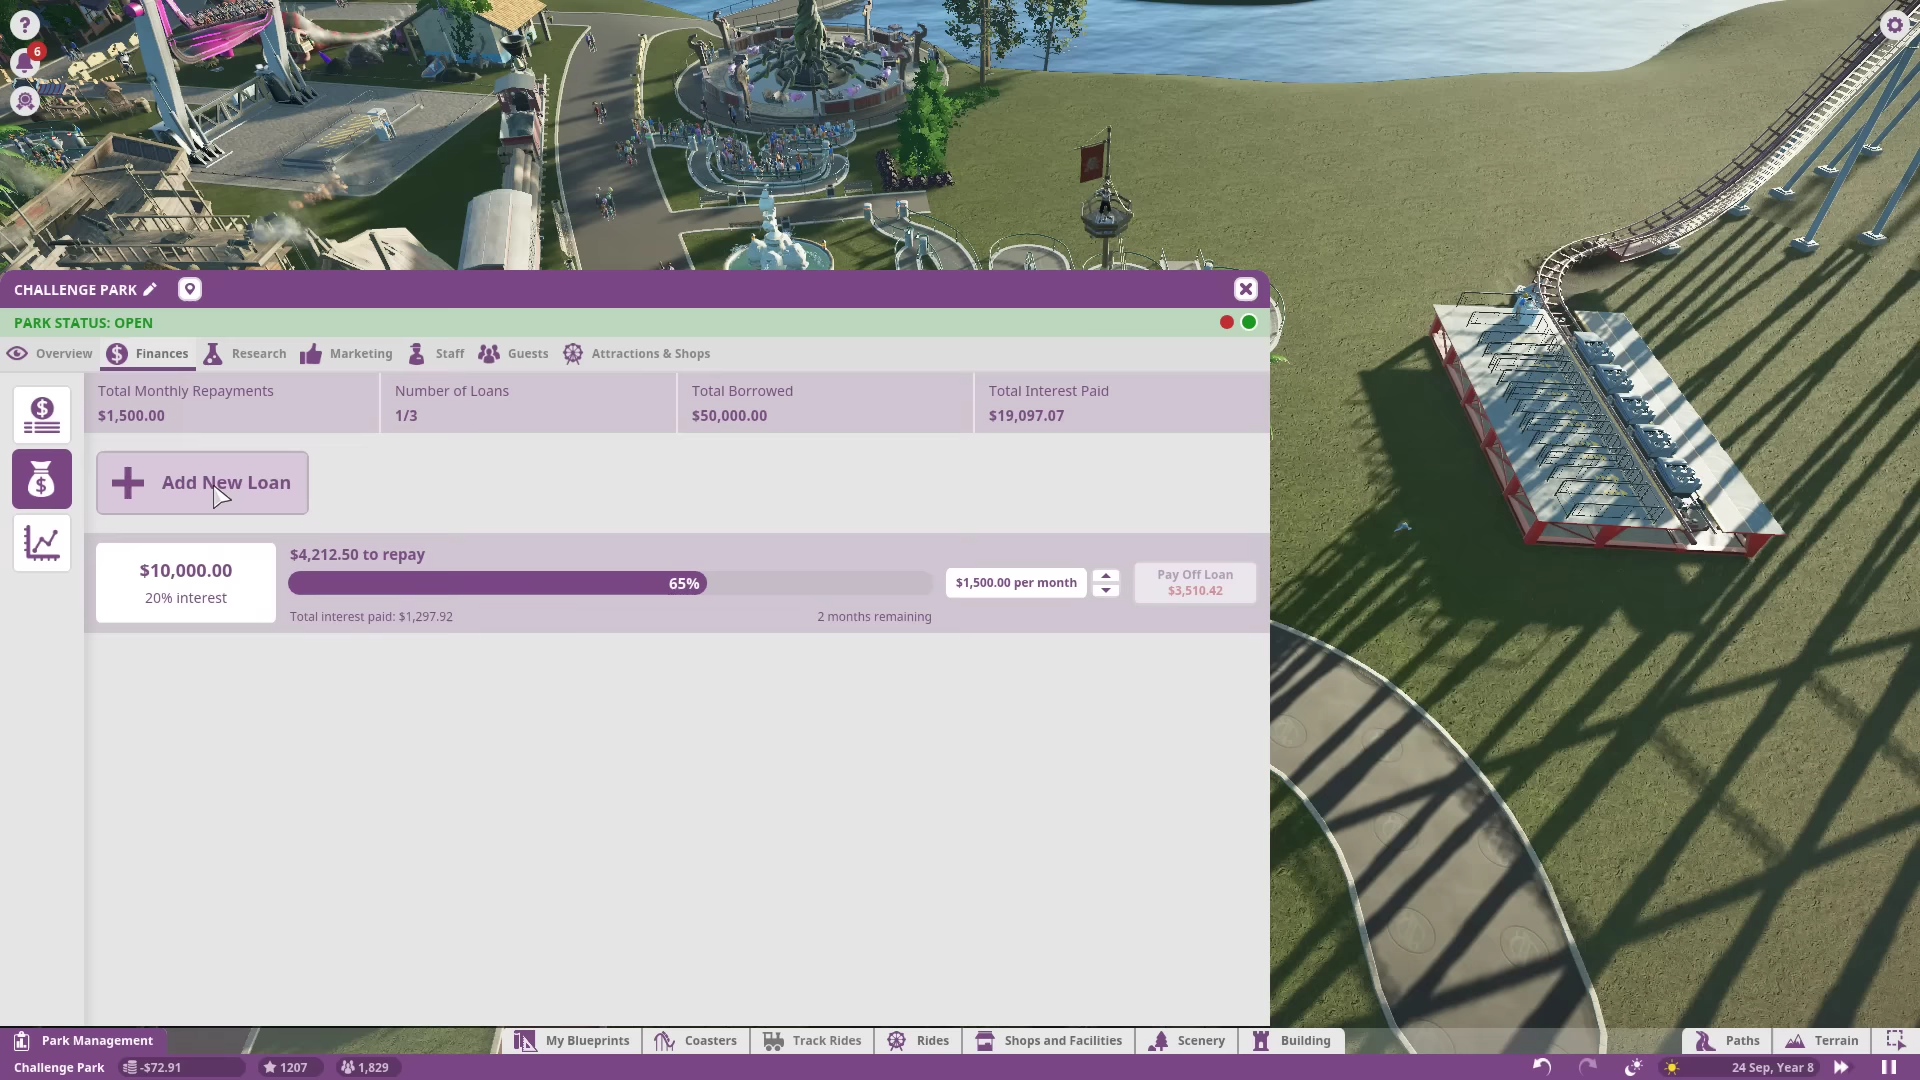 ?
6
CHALLENGE PARK
PARK STATUS: OPEN
Overview
Finances
Research
Marketing
Staff
Guests
Attractions & Shops
Total Monthly Repayments
$1,500.00
Number of Loans
1/3
Total Borrowed
$50,000.00
Total Interest Paid
$19,097.07
Add New Loan
$10,000.00
20% interest
$4,212.50 to repay
65%
Total interest paid: $1,297.92
2 months remaining
$1,500.00 per month
Pay Off Loan
$3,510.42
Park Management
My Blueprints
Coasters
Track Rides
Rides
Shops and Facilities
Scenery
Building
Paths
Terrain
Challenge Park
-$72.91
1207
1,829
24 Sep, Year 8